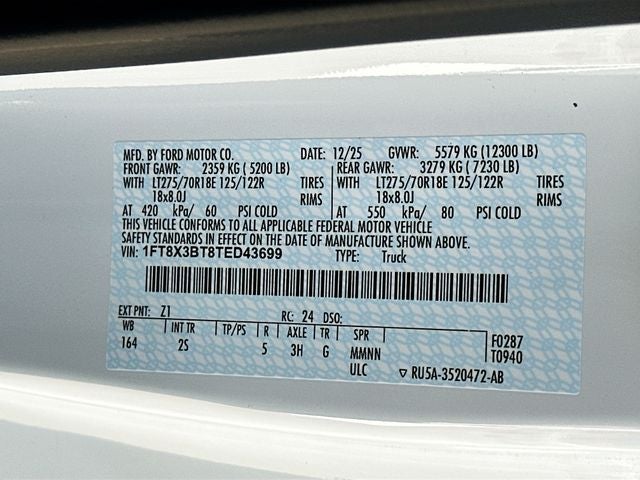 MFD. BY FORD MOTOR CO. DATE: 12/25 GVWR: 5579 KG (12300 LB)
FRONT GAWR: 2359 KG ( 5200 LB) REAR GAWR: 3279 KG ( 7230 LB)
WITH LT275/70R18E 125/122R TIRES WITH LT275/70R18E 125/122R TIRES
18x8.0J RIMS 18x8.0J RIMS
AT 420 kPa/ 60 PSI COLD AT 550 kPa/ 80 PSI COLD
THIS VEHICLE CONFORMS TO ALL APPLICABLE FEDERAL MOTOR VEHICLE
SAFETY STANDARDS IN EFFECT ON THE DATE OF MANUFACTURE SHOWN ABOVE.
VIN: 1FT8X3BT8TED43699 TYPE: Truck
EXT PNT: Z1 RC: 24 DSO:
WB INT TR TP/PS R AXLE TR SPR F0287
164 2S 5 3H G MMNN T0940
ULC ▽ RU5A-3520472-AB